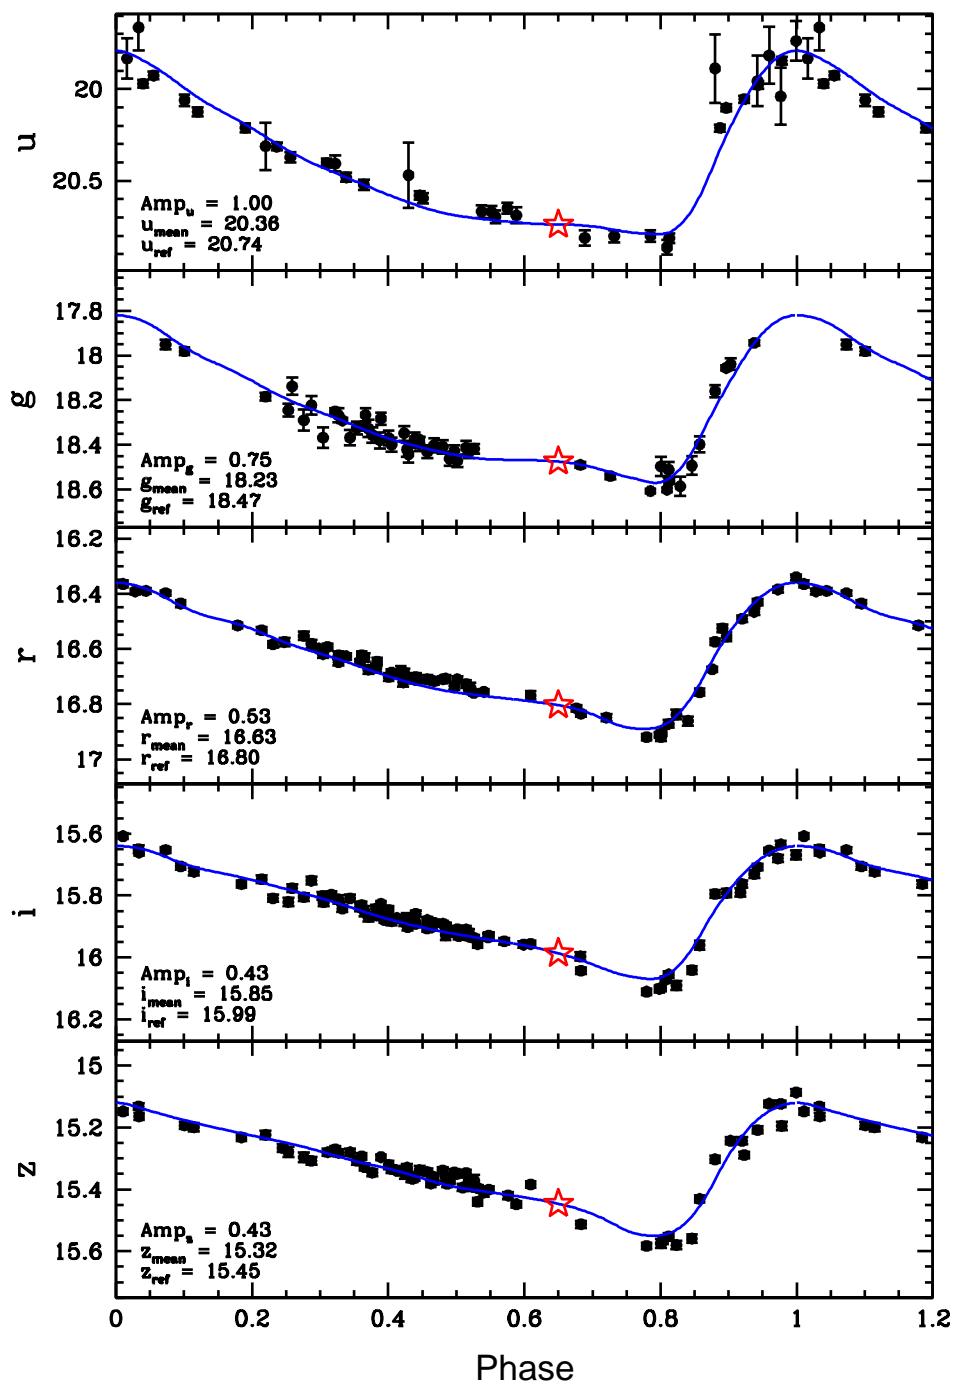 u
20
20.5
Amp_u = 1.00
u_mean = 20.36
u_ref = 20.74
g
17.8
18
18.2
18.4
18.6
Amp_g = 0.75
g_mean = 18.23
g_ref = 18.47
r
16.2
16.4
16.6
16.8
17
Amp_r = 0.53
r_mean = 16.63
r_ref = 16.80
i
15.6
15.8
16
16.2
Amp_i = 0.43
i_mean = 15.85
i_ref = 15.99
z
15
15.2
15.4
15.6
Amp_z = 0.43
z_mean = 15.32
z_ref = 15.45
0 0.2 0.4 0.6 0.8 1 1.2
Phase